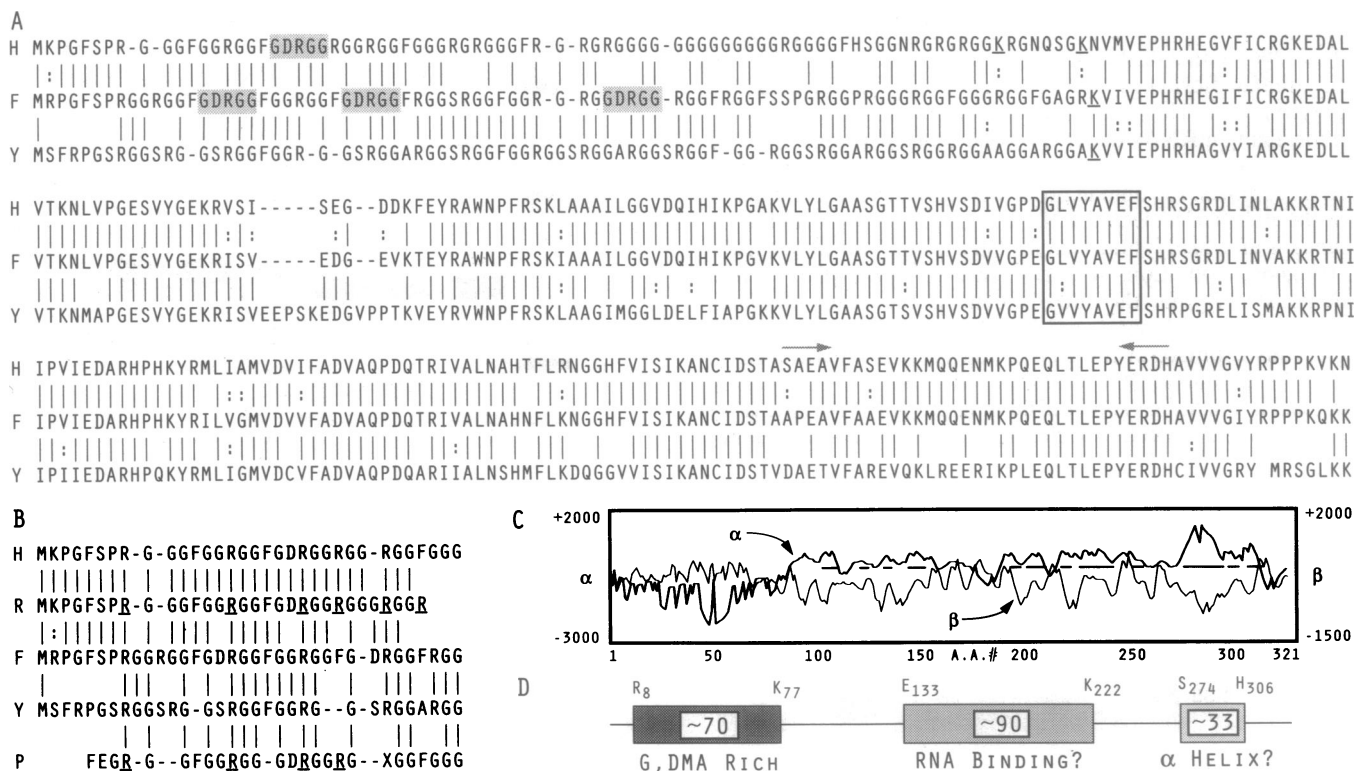 A
H MKPGFSPR-G-GGFGGRGGFGDRGGRGGRGGFGGGRGRGGGFR-G-RGRGGGG-GGGGGGGGGRGGGGFHSGGNRGRGRGGKRGNQSGKNVMVEPHRHEGVFICRGKEDAL
F MRPGFSPRGGRGGFGDRGGFGGRGGFGDRGGFRGGSRGGFGGR-G-RGGDRGG-RGGFRGGFSSPGRGGPRGGGRGGFGGGRGGFGAGRKVIVEPHRHEGIFICRGKEDAL
Y MSFRPGSRGGSRG-GSRGGFGGR-G-GSRGGARGGSRGGFGGRGGSRGGARGGSRGGF-GG-RGGSRGGARGGSRGGRGGAAGGARGGAKVVIEPHRHAGVYIARGKEDLL
H VTKNLVPGESVYGEKRVSI-----SEG--DDKFEYRAWNPFRSKLAAAILGGVDQIHIKPGAKVLYLGAASGTTVSHVSDIVGPDGLVYAVEFSHRSGRDLINLAKKRTNI
F VTKNLVPGESVYGEKRISV-----EDG--EVKTEYRAWNPFRSKIAAAILGGVDQIHIKPGVKVLYLGAASGTTVSHVSDVVGPEGLVYAVEFSHRSGRDLINVAKKRTNI
Y VTKNMAPGESVYGEKRISVEEPSKEDGVPPTKVEYRVWNPFRSKLAAGIMGGLDELFIAPGKKVLYLGAASGTSVSHVSDVVGPEGVVYAVEFSHRPGRELISMAKKRPNI
H IPVIEDARHPHKYRMLIAMVDVIFADVAQPDQTRIVALNAHTFLRNGGHFVISIKANCIDSTASAEAVFASEVKKMQQENMKPQEQLTLEPYERDHAVVVGVYRPPPKVKN
F IPVIEDARHPHKYRILVGMVDVVFADVAQPDQTRIVALNAHNFLKNGGHFVISIKANCIDSTAAPEAVFAAEVKKMQQENMKPQEQLTLEPYERDHAVVVGIYRPPPKQKK
Y IPIIEDARHPQKYRMLIGMVDCVFADVAQPDQARIIALNSHMFLKDQGGVVISIKANCIDSTVDAETVFAREVQKLREERIKPLEQLTLEPYERDHCIVVGRY MRSGLKK
B
H MKPGFSPR-G-GGFGGRGGFGDRGGRGG-RGGFGGG
R MKPGFSPR-G-GGFGGRGGFGDRGGRGGGRGGR
F MRPGFSPRGGRGGFGDRGGFGGRGGFG-DRGGFRGG
Y MSFRPGSRGGSRG-GSRGGFGGRG--G-SRGGARGG
P FEGR-G--GFGGRGG-GDRGGRG--XGGFGGG
C
+2000 +2000
α
α β
β
-3000 -1500
1 50 100 150 A.A.# 200 250 300 321
D
R8 K77 E133 K222 S274 H306
~70 ~90 ~33
G,DMA RICH RNA BINDING? α HELIX?